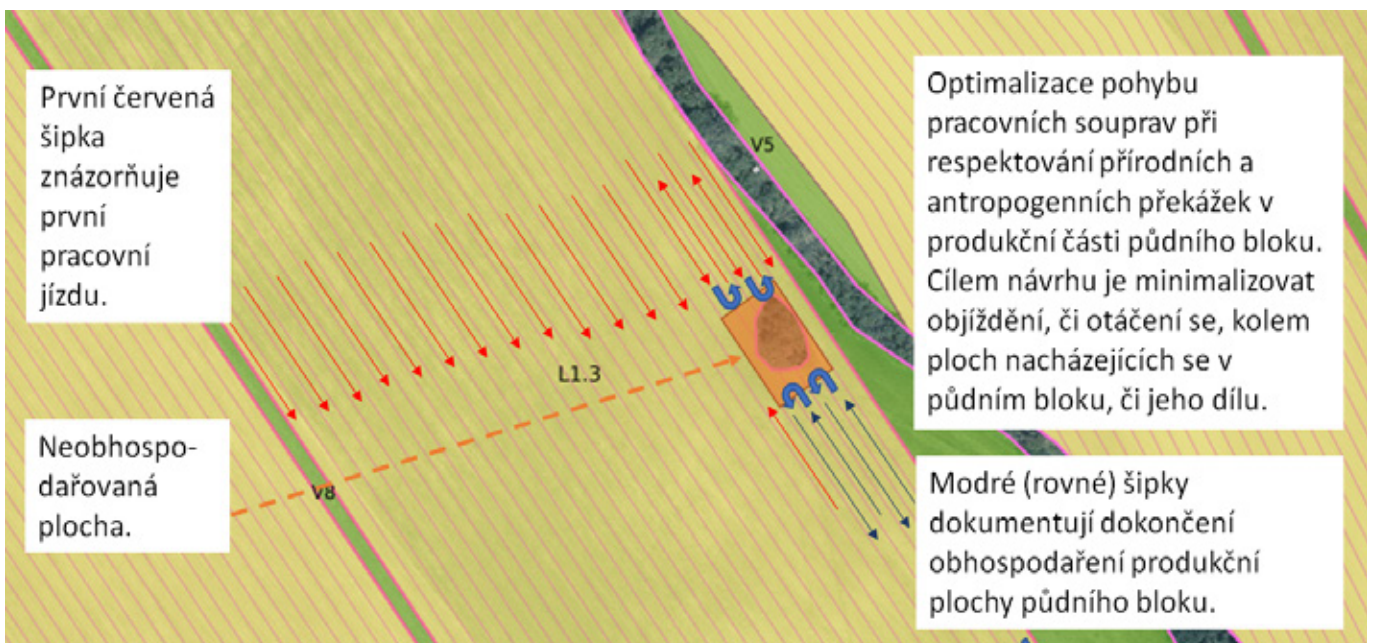 První červená
šipka
znázorňuje
první
pracovní
jízdu.
Neobhospo-
dařovaná
plocha.
V8
L1.3
V5
Optimalizace pohybu
pracovních souprav při
respektování přírodních a
antropogenních překážek v
produkční části půdního bloku.
Cílem návrhu je minimalizovat
objíždění, či otáčení se, kolem
ploch nacházejících se v
půdním bloku, či jeho dílu.
Modré (rovné) šipky
dokumentují dokončení
obhospodaření produkční
plochy půdního bloku.